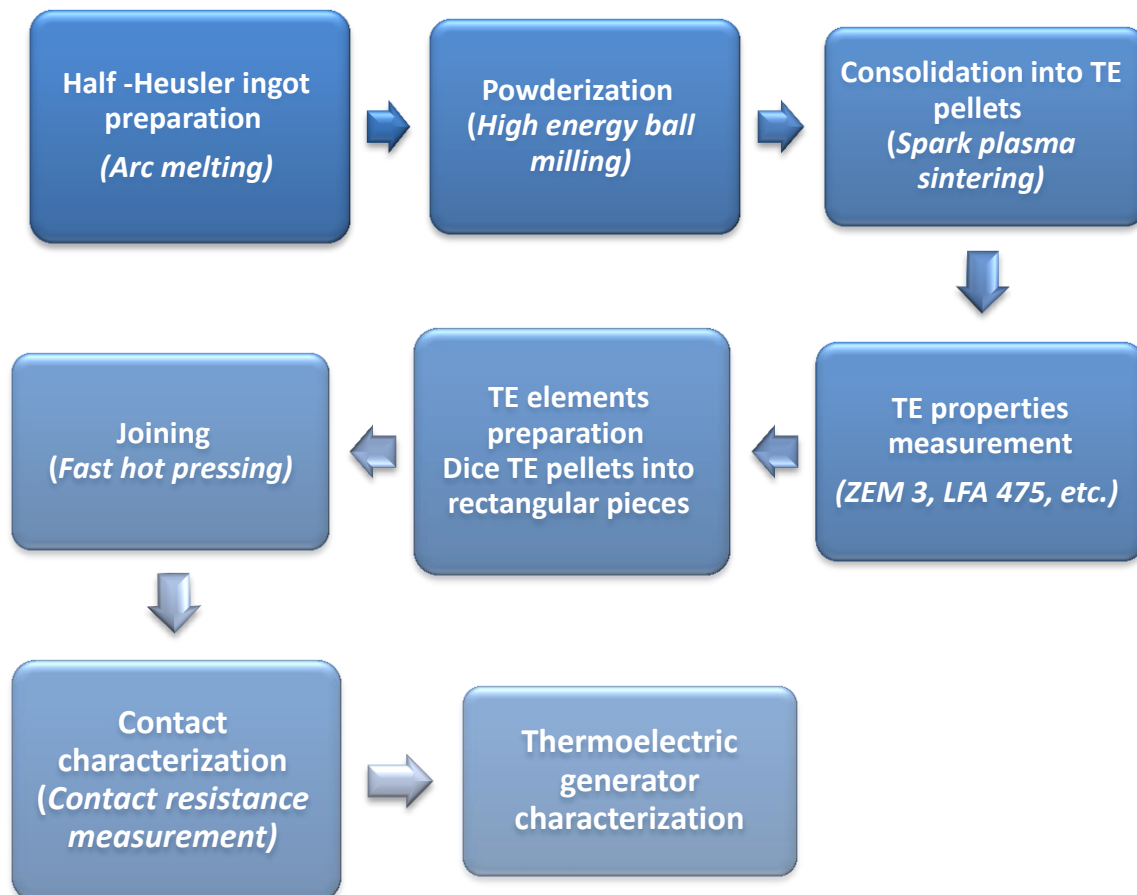 Half -Heusler ingot
preparation
(Arc melting)
Powderization
(High energy ball
milling)
Consolidation into TE
pellets
(Spark plasma
sintering)
TE properties
measurement
(ZEM 3, LFA 475, etc.)
TE elements
preparation
Dice TE pellets into
rectangular pieces
Joining
(Fast hot pressing)
Contact
characterization
(Contact resistance
measurement)
Thermoelectric
generator
characterization